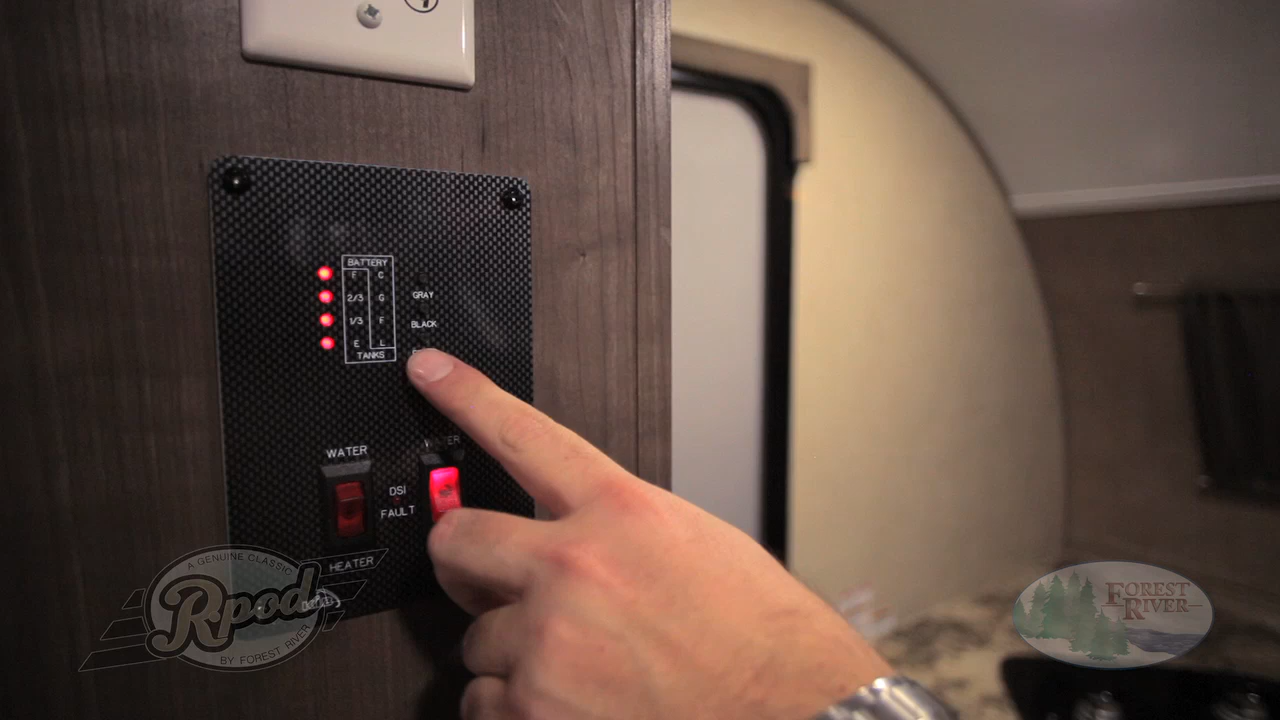 BATTERY
F C
2/3 G
1/3 F
E L
TANKS
GRAY
BLACK
WATER
HEATER
DSI
FAULT
WATER
A GENUINE CLASSIC
Rpod
BY FOREST RIVER
FOREST
RIVER